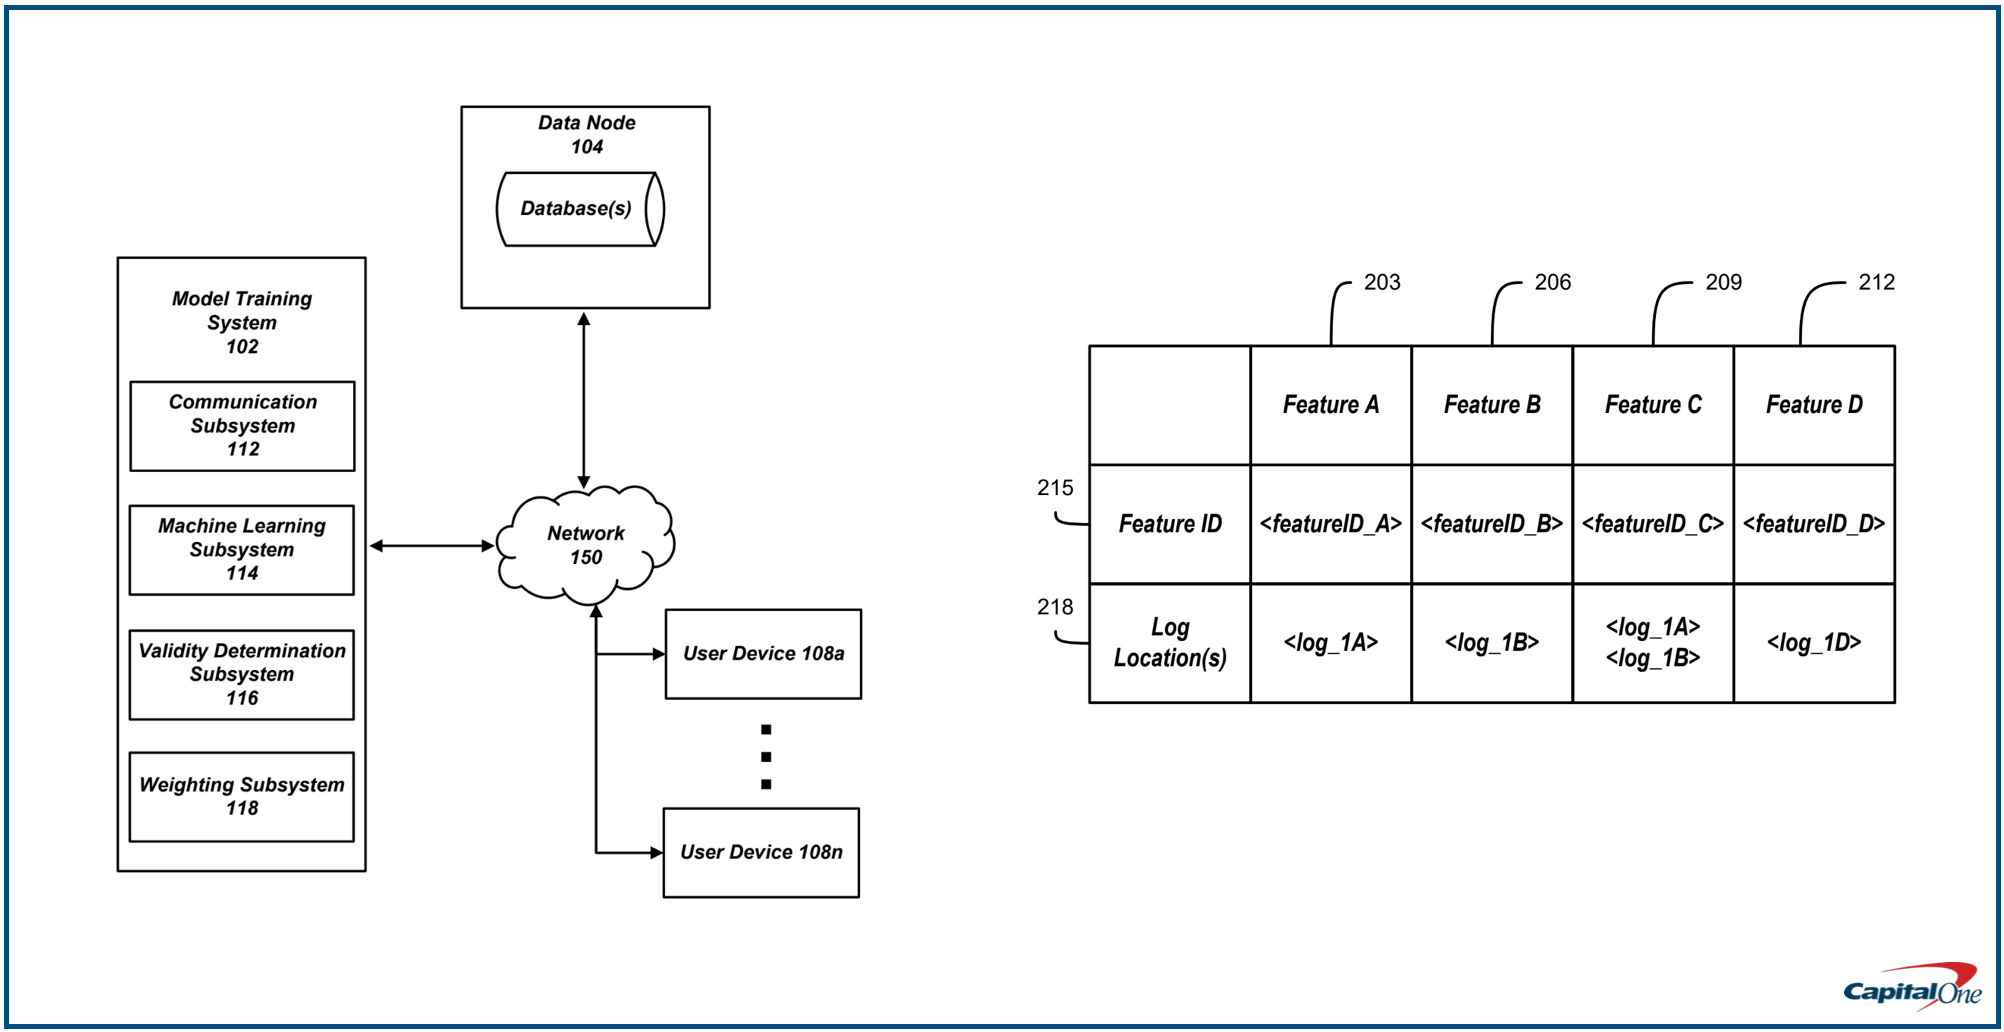 Data Node
104
Database(s)
Model Training
System
102
Communication
Subsystem
112
Machine Learning
Subsystem
114
Validity Determination
Subsystem
116
Weighting Subsystem
118
Network
150
User Device 108a
User Device 108n
203
206
209
212
Feature A
Feature B
Feature C
Feature D
215
Feature ID
<featureID_A>
<featureID_B>
<featureID_C>
<featureID_D>
218
Log
Location(s)
<log_1A>
<log_1B>
<log_1A>
<log_1B>
<log_1D>
CapitalOne